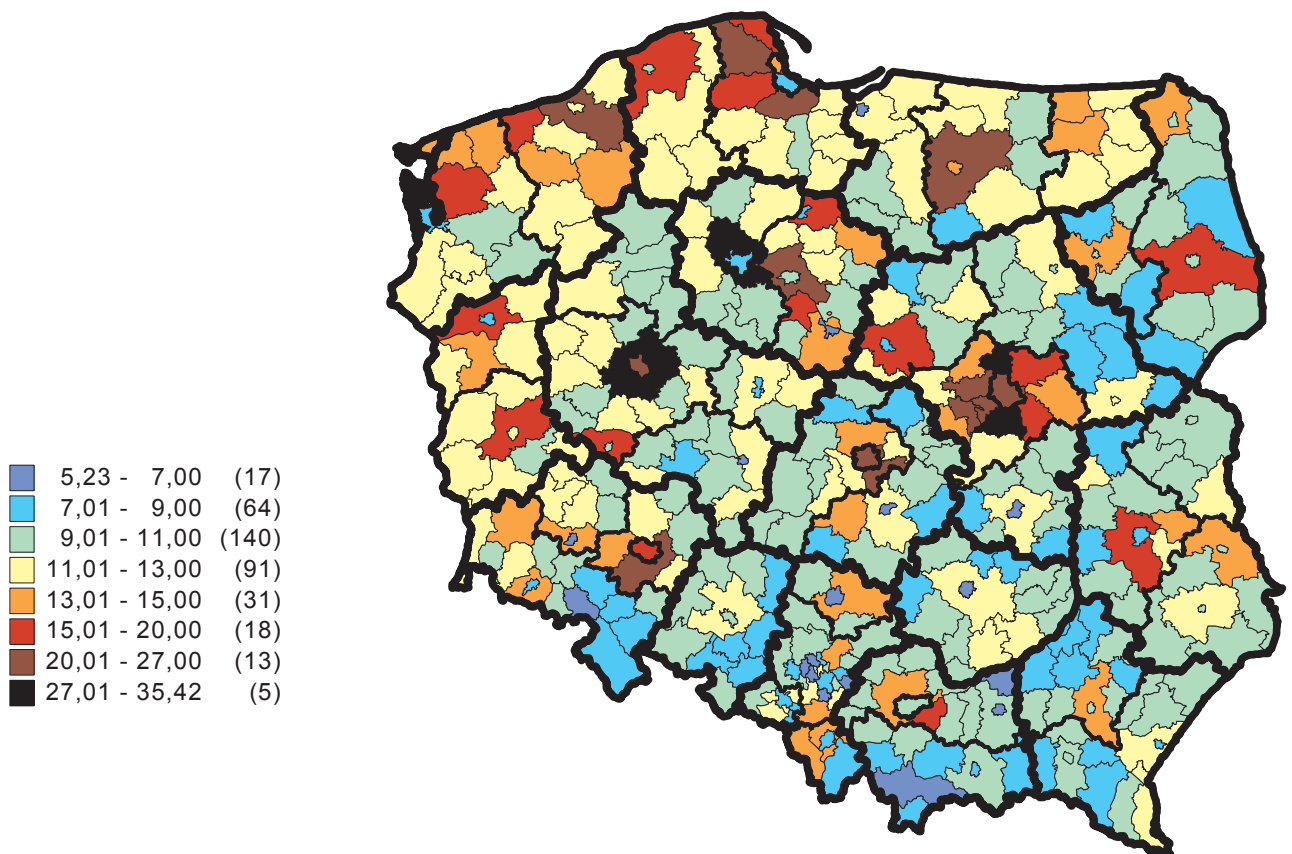 5,23 - 7,00 (17)
7,01 - 9,00 (64)
9,01 - 11,00 (140)
11,01 - 13,00 (91)
13,01 - 15,00 (31)
15,01 - 20,00 (18)
20,01 - 27,00 (13)
27,01 - 35,42 (5)